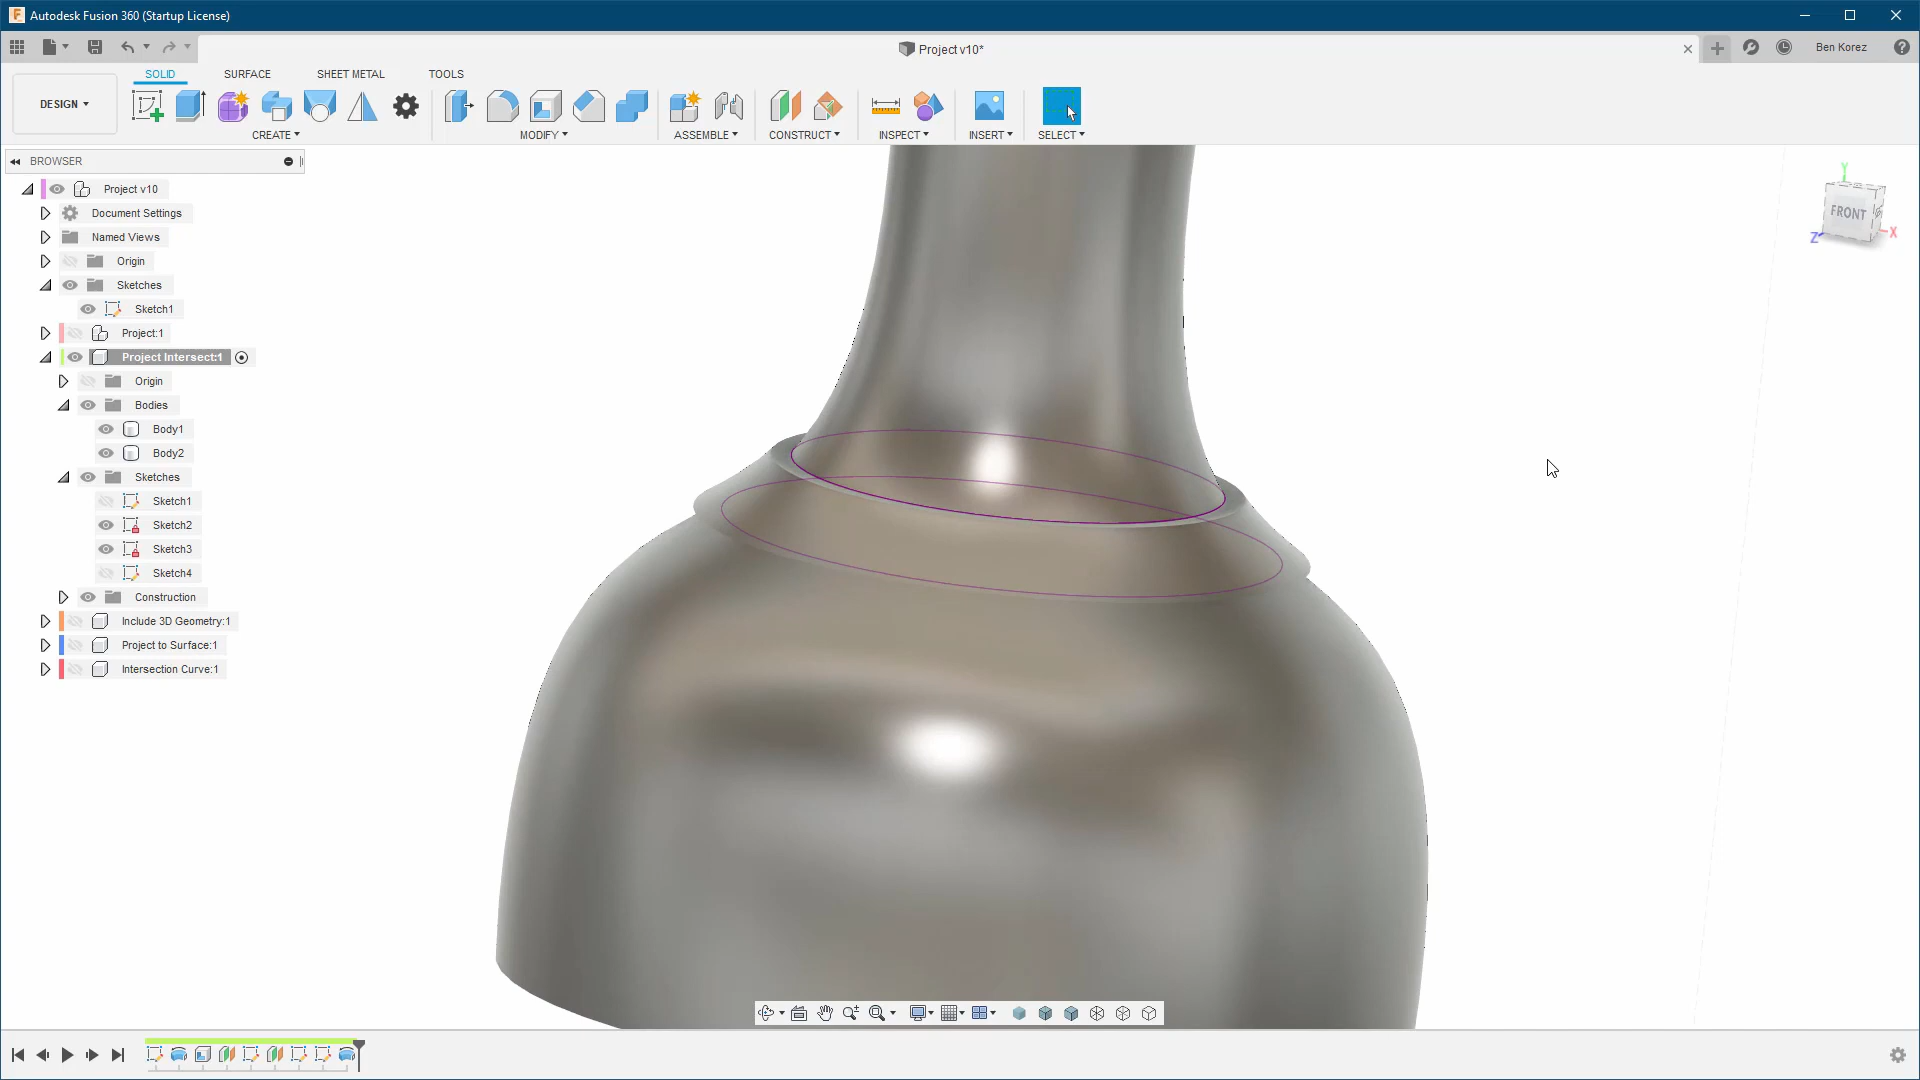 Autodesk Fusion 360 (Startup License)
Project v10*
Ben Korez
SOLID
SURFACE
SHEET METAL
TOOLS
DESIGN
CREATE
MODIFY
ASSEMBLE
CONSTRUCT
INSPECT
INSERT
SELECT
BROWSER
Project v10
Document Settings
Named Views
Origin
Sketches
Sketch1
Project:1
Project Intersect:1
Origin
Bodies
Body1
Body2
Sketches
Sketch1
Sketch2
Sketch3
Sketch4
Construction
Include 3D Geometry:1
Project to Surface:1
Intersection Curve:1
Y
FRONT
Z
X